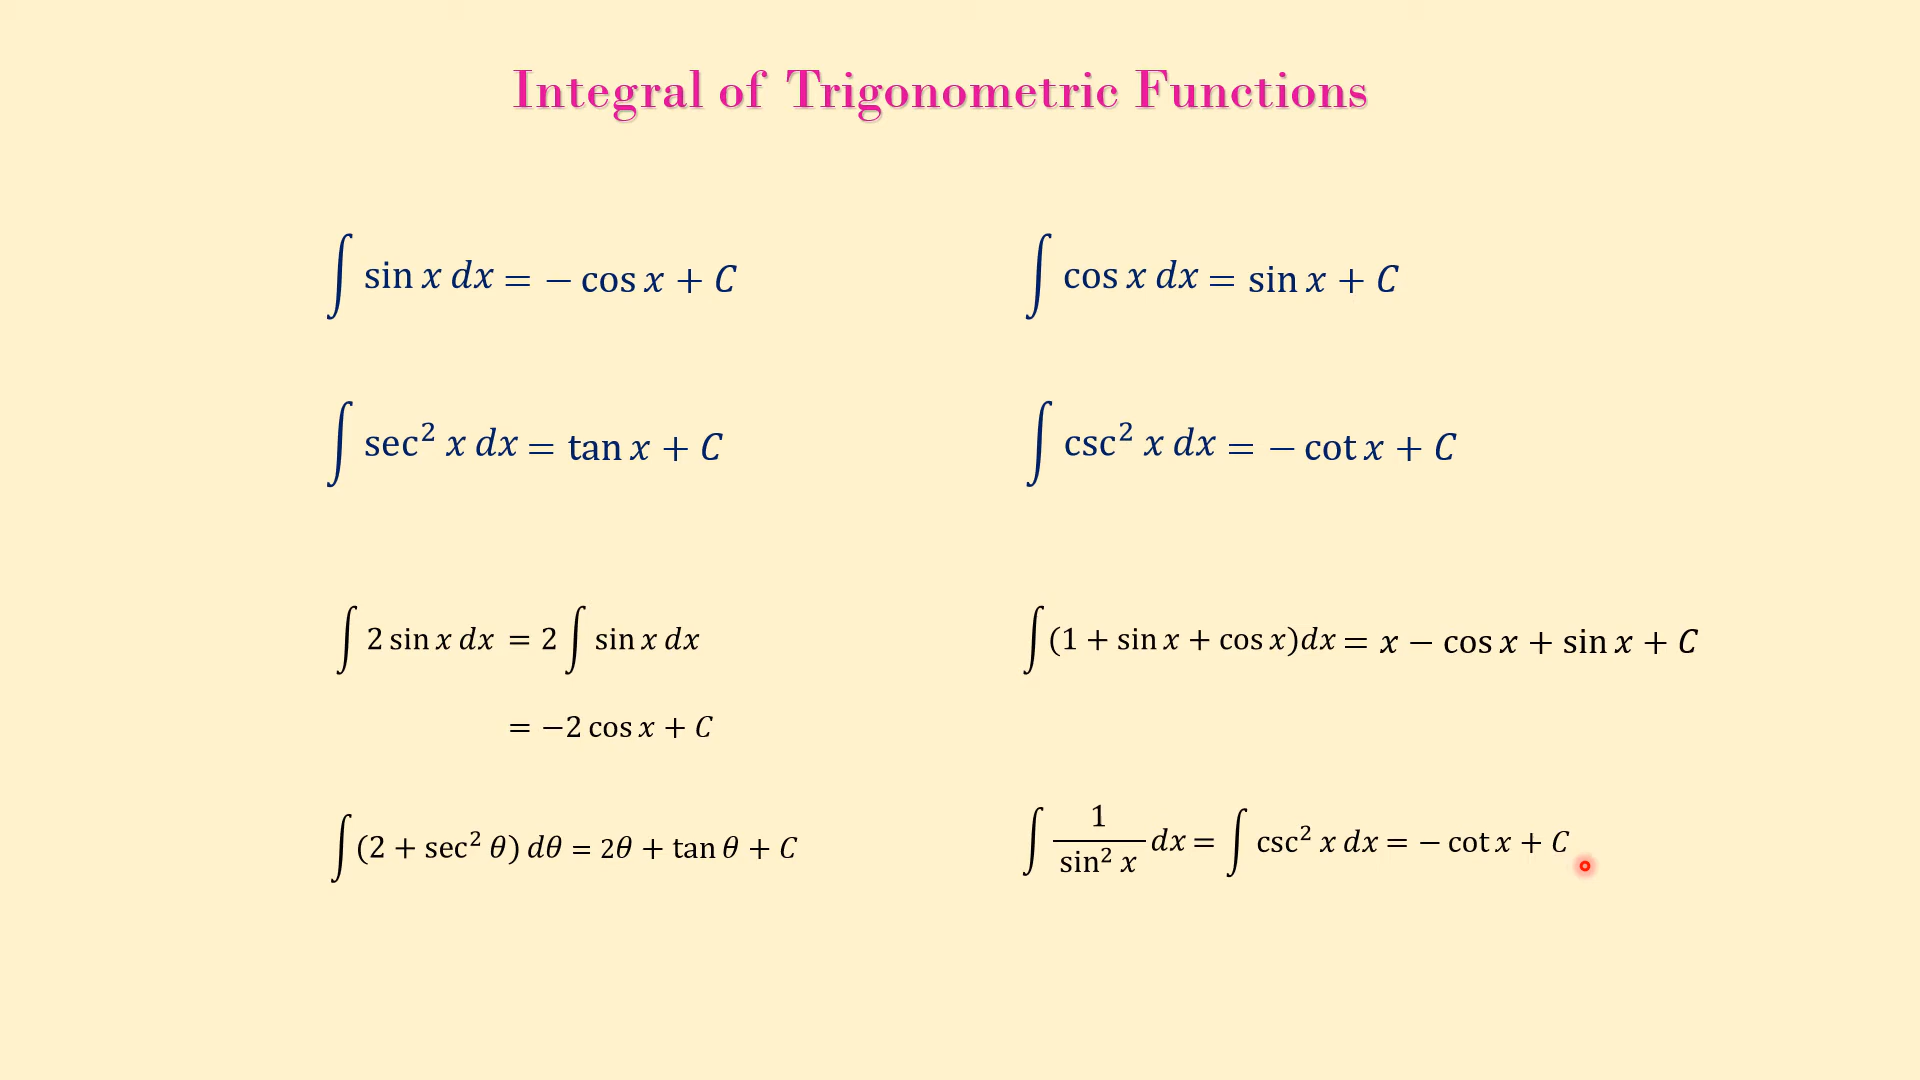 Integral of Trigonometric Functions
∫ sin x dx = − cos x + C
∫ cos x dx = sin x + C
∫ sec² x dx = tan x + C
∫ csc² x dx = − cot x + C
∫ 2 sin x dx = 2 ∫ sin x dx
= −2 cos x + C
∫ (1 + sin x + cos x)dx = x − cos x + sin x + C
∫ (2 + sec² θ) dθ = 2θ + tan θ + C
∫ 1/sin² x dx = ∫ csc² x dx = − cot x + C